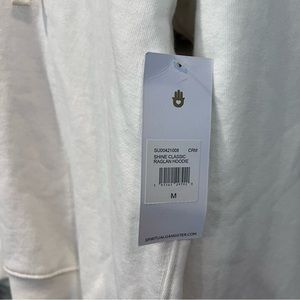 SU00421008 CRM
SHINE CLASSIC
RAGLAN HOODIE
M
SPIRITUALGANGSTER.COM